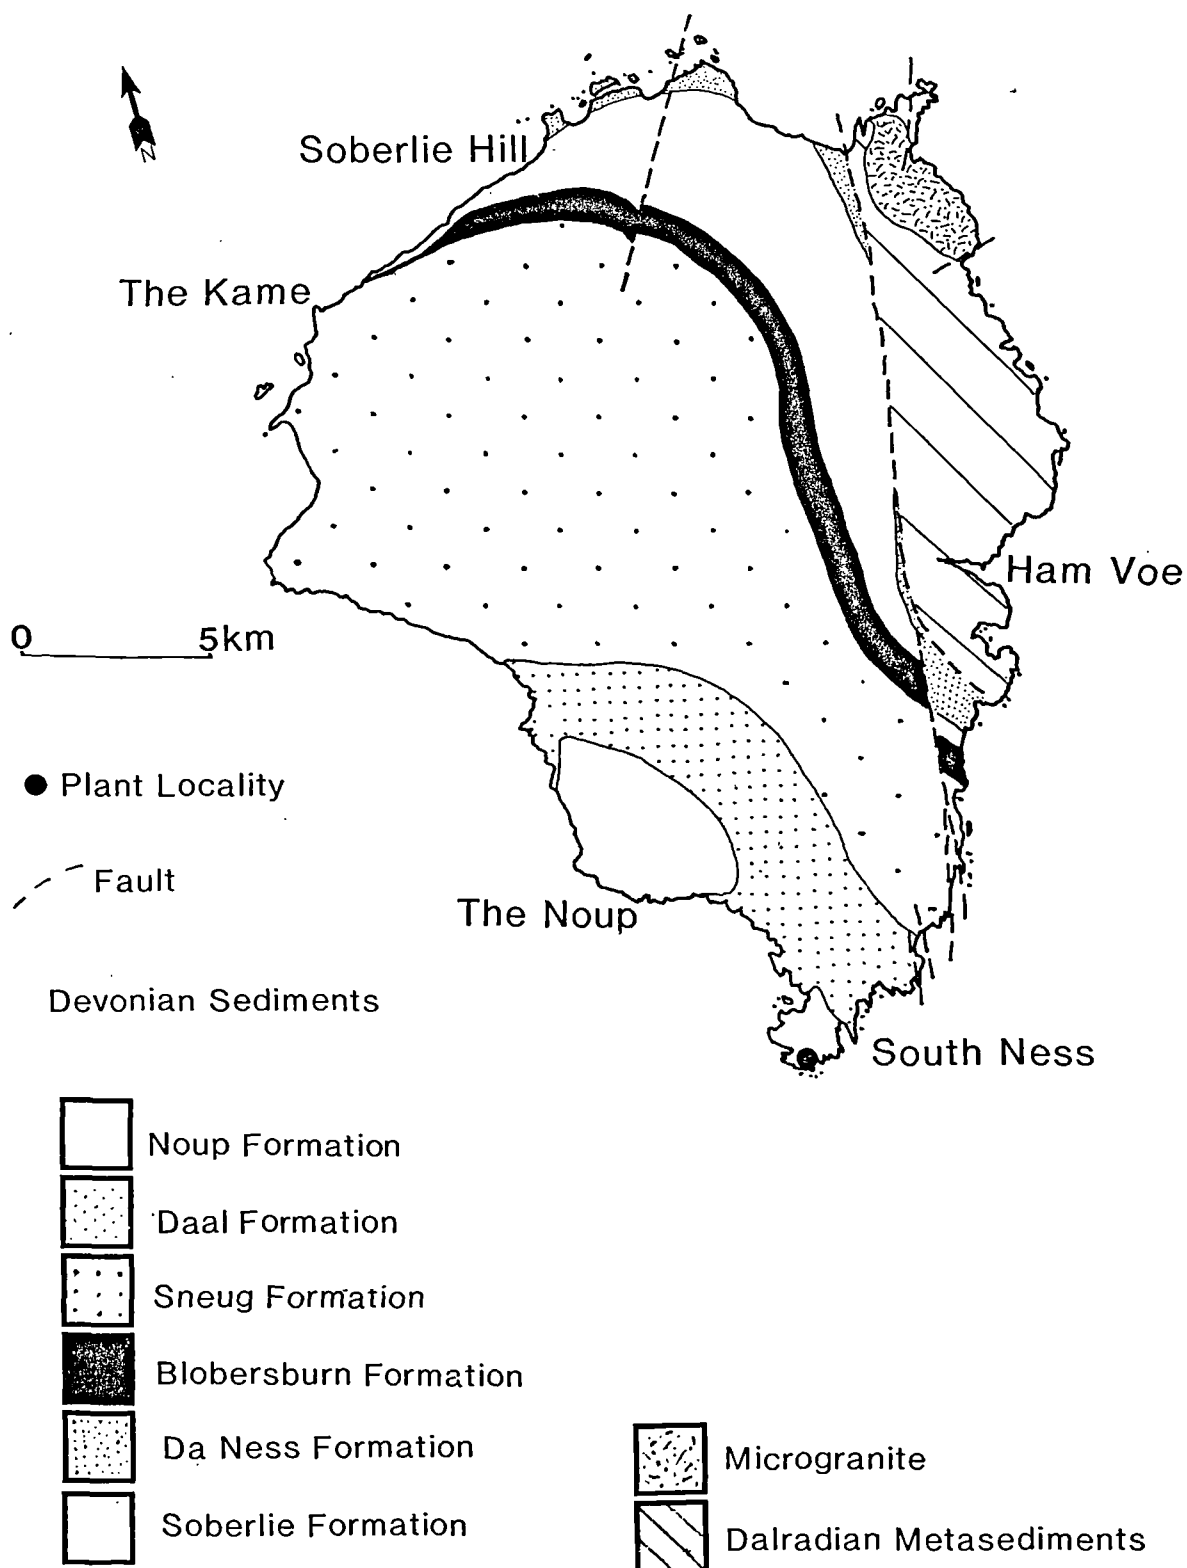 N
Soberlie Hill
The Kame
Ham Voe
0 5km
Plant Locality
Fault
The Noup
Devonian Sediments
South Ness
Noup Formation
Daal Formation
Sneug Formation
Blobersburn Formation
Da Ness Formation
Soberlie Formation
Microgranite
Dalradian Metasediments